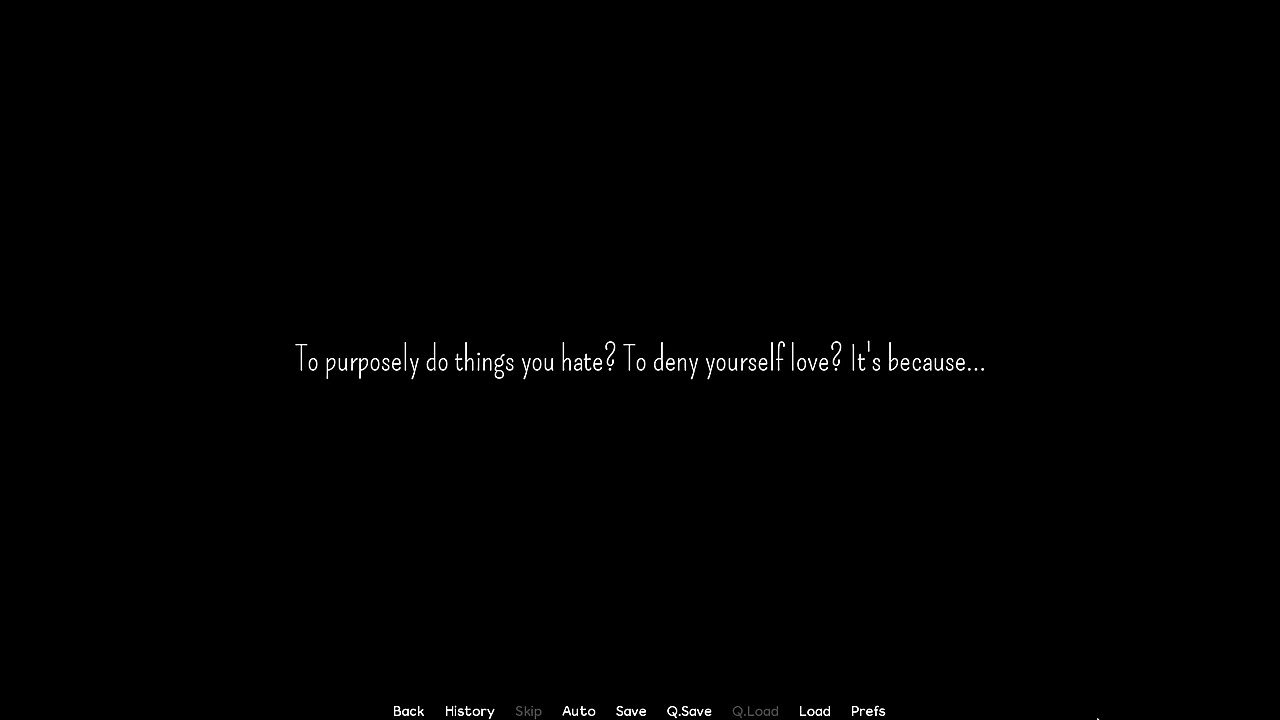 To purposely do things you hate? To deny yourself love? It's because...
Back History Skip Auto Save Q.Save Q.Load Load Prefs